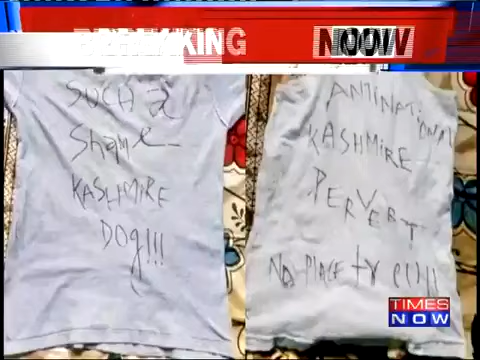 BREAKING
NOW
SUCH a
Shame
KASHMIRE
DOg!!!
ANTINATIONAL
KASHMIRE
PERVERT
NO PLACE
TIMES
NOW